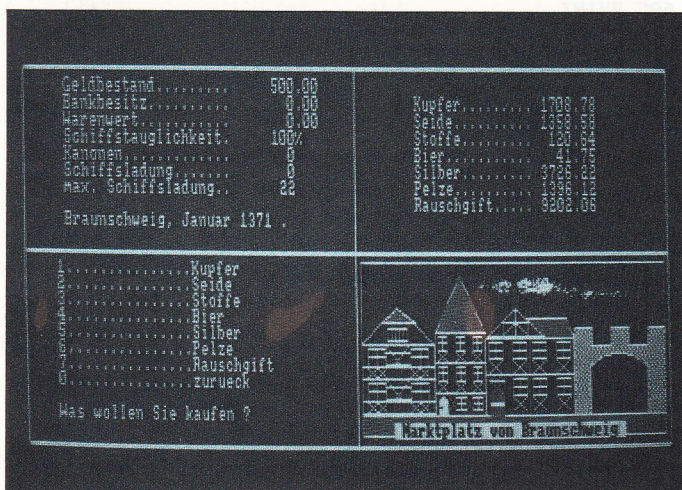 Geldbestand......... 500.00
Bankbesitz.......... 0.00
Warenwert........... 0.00
Schiffstauglichkeit. 100%
Kanonen............. 0
Schiffsladung....... 0
max. Schiffsladung.. 22
Braunschweig, Januar 1371 .
Kupfer.......... 1708.78
Seide........... 1358.58
Stoffe.......... 120.64
Bier............ 41.75
Silber.......... 3726.22
Pelze........... 1396.12
Rauschgift...... 9202.06
1................Kupfer
2................Seide
3................Stoffe
4................Bier
5................Silber
6................Pelze
7................Rauschgift
0................zurueck
Was wollen Sie kaufen ?
Marktplatz von Braunschweig